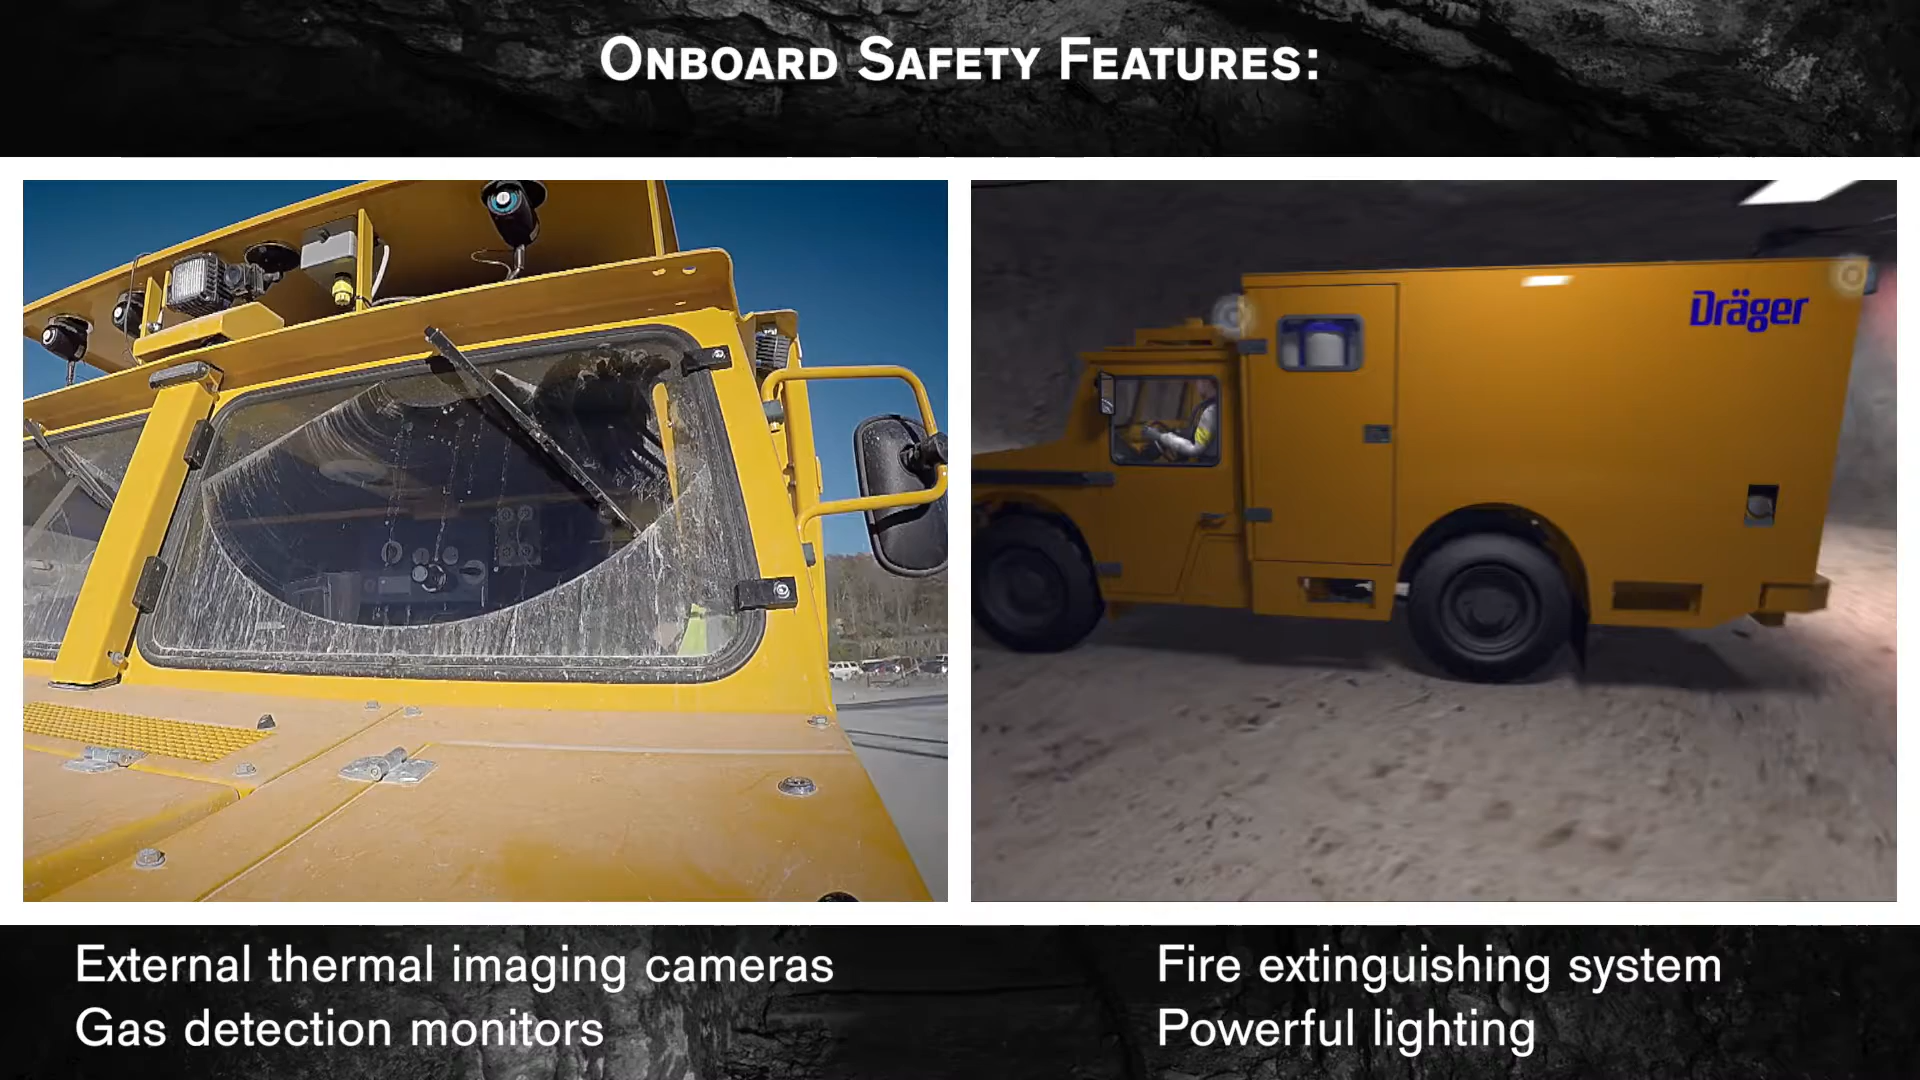 Onboard Safety Features:
Dräger
External thermal imaging cameras
Gas detection monitors
Fire extinguishing system
Powerful lighting